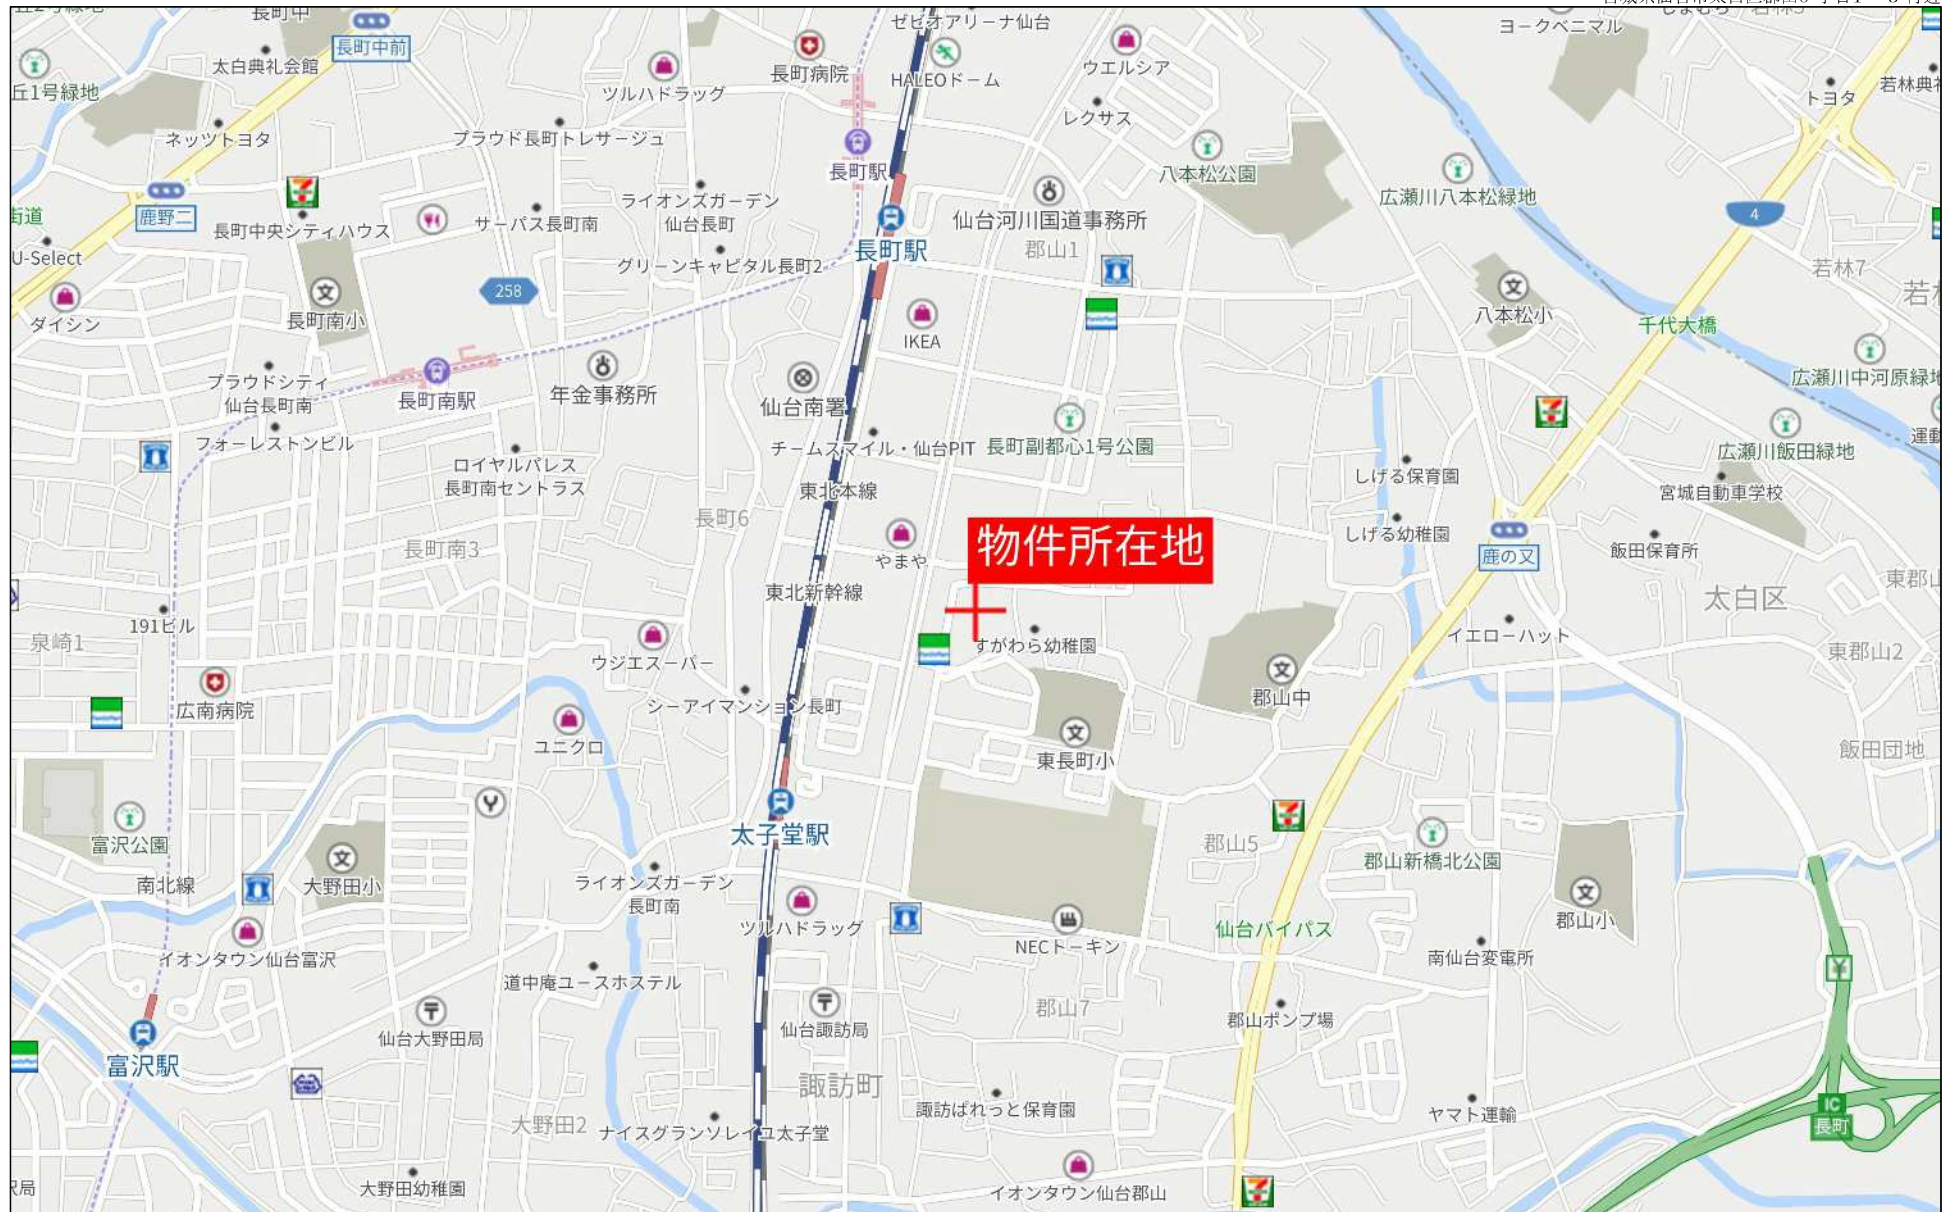 長町中
ゼビオアリーナ仙台
ヨークベニマル
長町中前
太白典礼会館
長町病院
HALEOドーム
ウエルシア
丘1号緑地
ツルハドラッグ
レクサス
トヨタ
若林典礼
ネッツトヨタ
プラウド長町トレサージュ
長町駅
八本松公園
広瀬川八本松緑地
街道
鹿野二
長町中央シティハウス
サーパス長町南
ライオンズガーデン
仙台長町
仙台河川国道事務所
4
U-Select
グリーンキャピタル長町2
長町駅
郡山1
若林7
258
ダイシン
長町南小
IKEA
八本松小
千代大橋
プラウドシティ
仙台長町南
長町南駅
年金事務所
仙台南署
広瀬川中河原緑地
フォーレストンビル
チームスマイル・仙台PIT
長町副都心1号公園
広瀬川飯田緑地
運動
ロイヤルパレス
長町南セントラス
東北本線
しげる保育園
宮城自動車学校
長町6
物件所在地
しげる幼稚園
長町南3
やまや
鹿の又
飯田保育所
東北新幹線
太白区
東郡山
191ビル
泉崎1
ウジエスーパー
すがわら幼稚園
イエローハット
東郡山2
広南病院
シーアイマンション長町
郡山中
ユニクロ
東長町小
飯田団地
富沢公園
太子堂駅
郡山5
郡山新橋北公園
南北線
大野田小
ライオンズガーデン
長町南
ツルハドラッグ
NECトーキン
仙台バイパス
郡山小
イオンタウン仙台富沢
南仙台変電所
道中庵ユースホステル
仙台大野田局
仙台諏訪局
郡山7
郡山ポンプ場
富沢駅
諏訪町
諏訪ぱれっと保育園
ヤマト運輸
IC
長町
大野田2
ナイスグランソレイユ太子堂
大野田幼稚園
イオンタウン仙台郡山